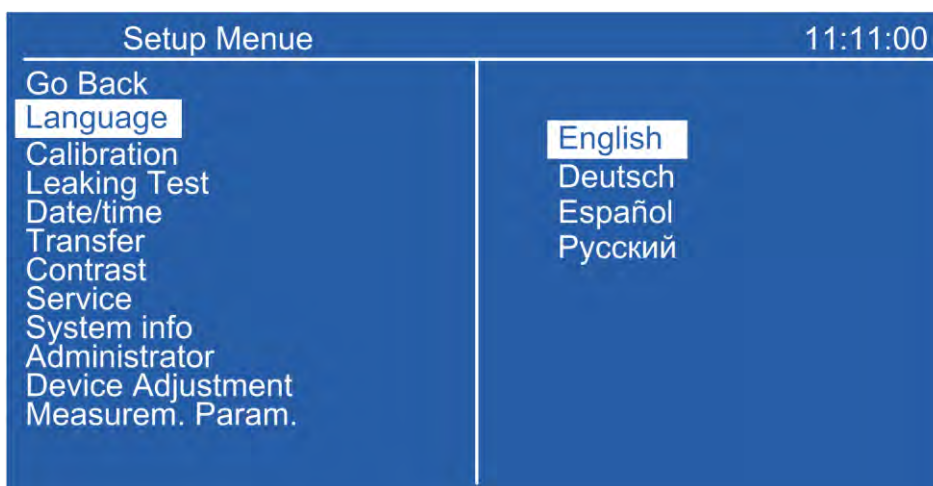 Setup Menue 11:11:00
Go Back
Language
Calibration
Leaking Test
Date/time
Transfer
Contrast
Service
System info
Administrator
Device Adjustment
Measurem. Param.
English
Deutsch
Español
Русский